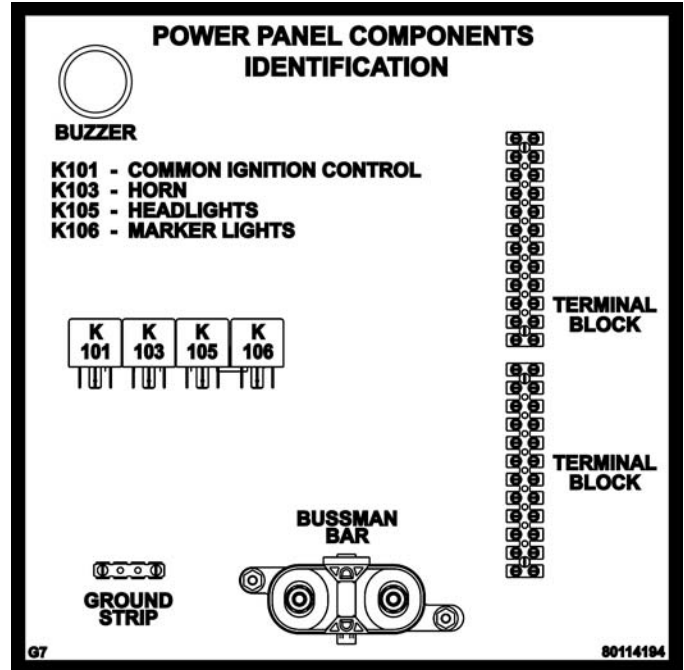 POWER PANEL COMPONENTS
IDENTIFICATION
BUZZER
K101 - COMMON IGNITION CONTROL
K103 - HORN
K105 - HEADLIGHTS
K106 - MARKER LIGHTS
TERMINAL
BLOCK
K
101
K
103
K
105
K
106
TERMINAL
BLOCK
BUSSMAN
BAR
GROUND
STRIP
G7
80114194